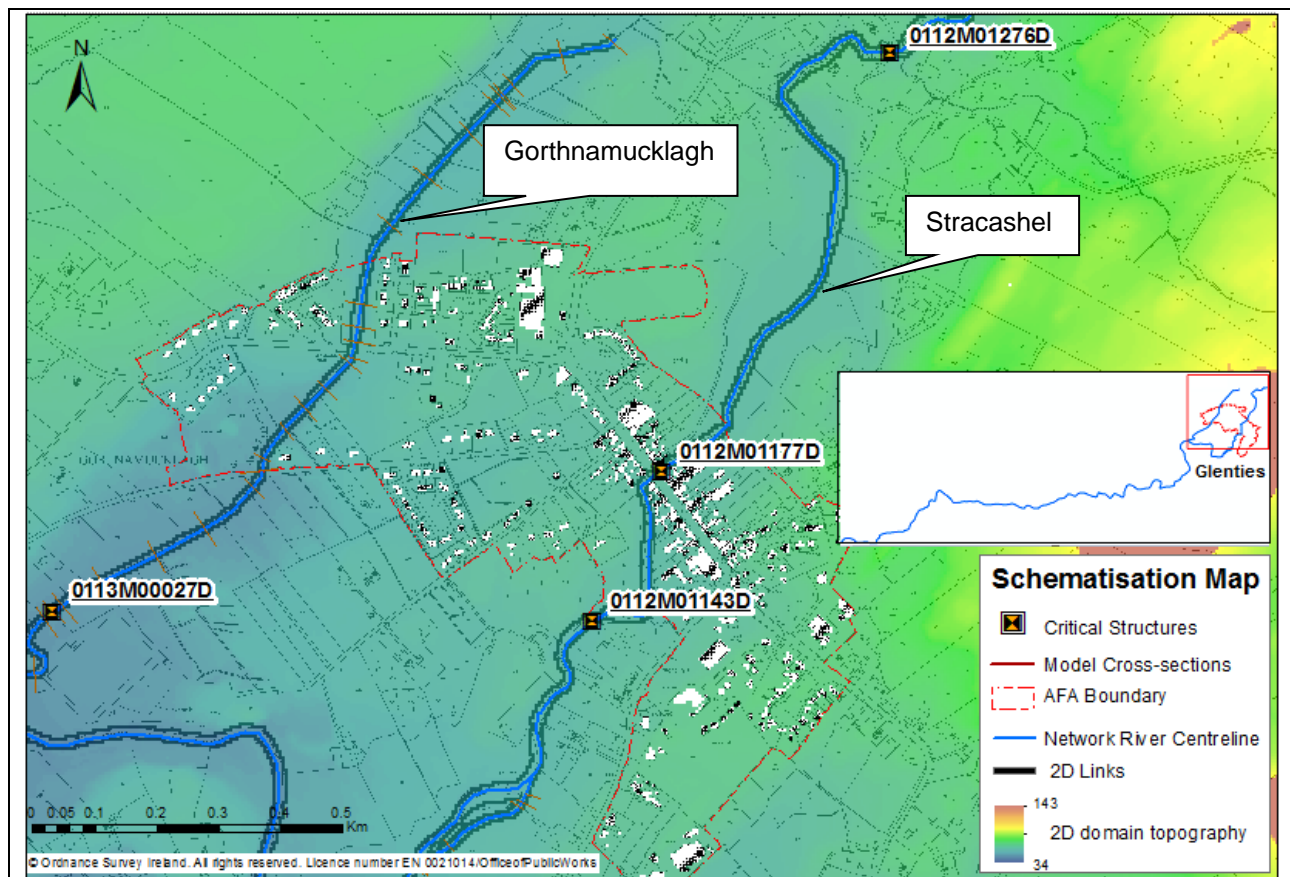 0112M01276D
N
Gorthnamucklagh
Stracashel
0112M01177D
Glenties
0113M00027D
0112M01143D
Schematisation Map
Critical Structures
Model Cross-sections
AFA Boundary
Network River Centreline
2D Links
143
2D domain topography
34
0 0.05 0.1 0.2 0.3 0.4 0.5
Km
© Ordnance Survey Ireland. All rights reserved. Licence number EN 0021014/OfficeofPublicWorks